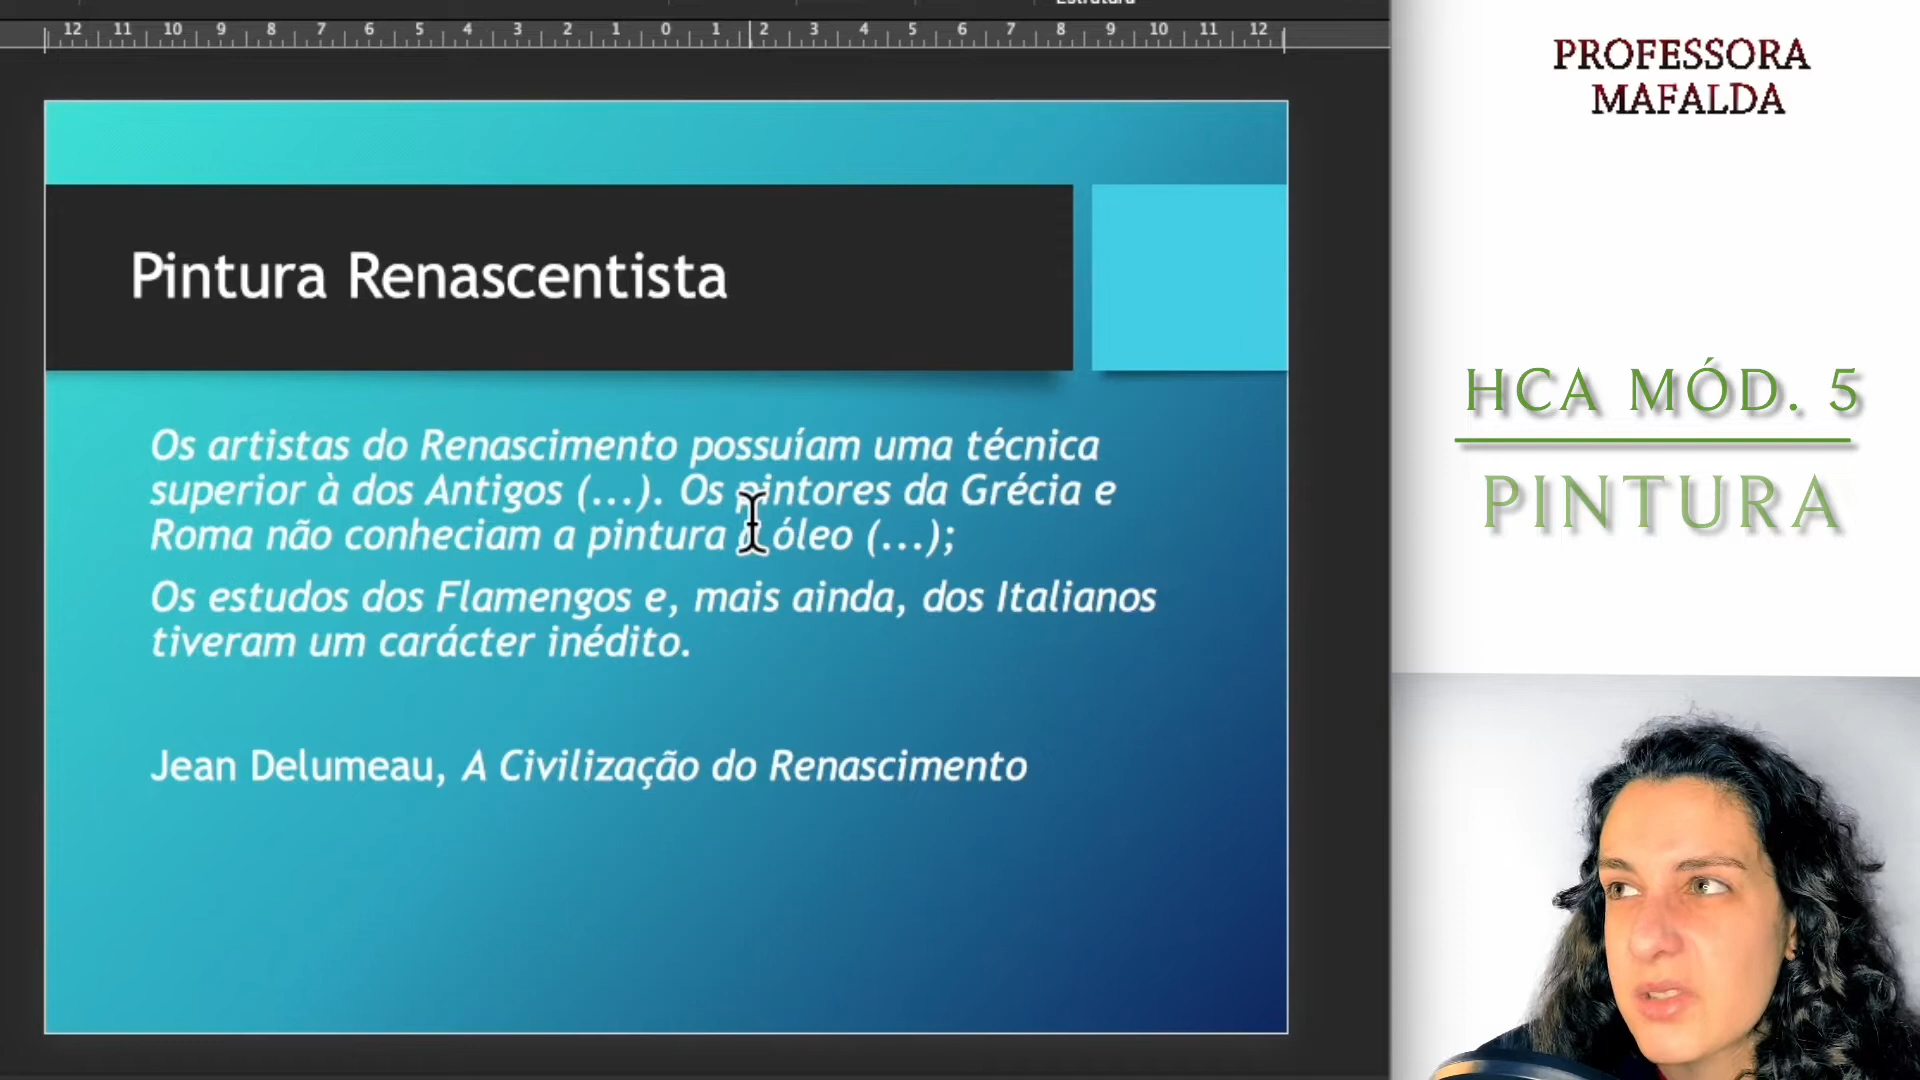 12 11 10 9 8 7 6 5 4 3 2 1 0 1 2 3 4 5 6 7 8 9 10 11 12
PROFESSORA
MAFALDA
Pintura Renascentista
Os artistas do Renascimento possuíam uma técnica
superior à dos Antigos (...). Os pintores da Grécia e
Roma não conheciam a pintura a óleo (...);
Os estudos dos Flamengos e, mais ainda, dos Italianos
tiveram um carácter inédito.
Jean Delumeau, A Civilização do Renascimento
HCA MÓD. 5
PINTURA